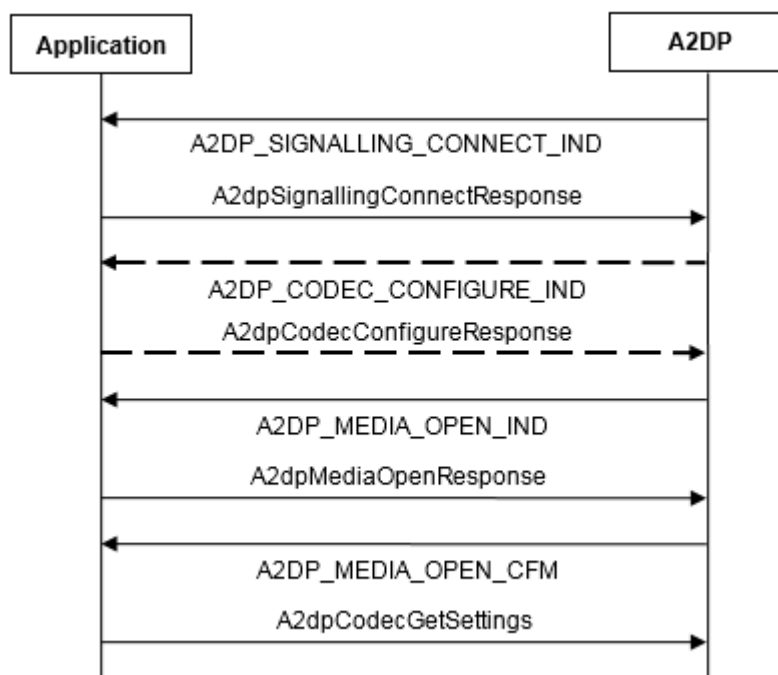 Application
A2DP
A2DP_SIGNALLING_CONNECT_IND
A2dpSignallingConnectResponse
A2DP_CODEC_CONFIGURE_IND
A2dpCodecConfigureResponse
A2DP_MEDIA_OPEN_IND
A2dpMediaOpenResponse
A2DP_MEDIA_OPEN_CFM
A2dpCodecGetSettings